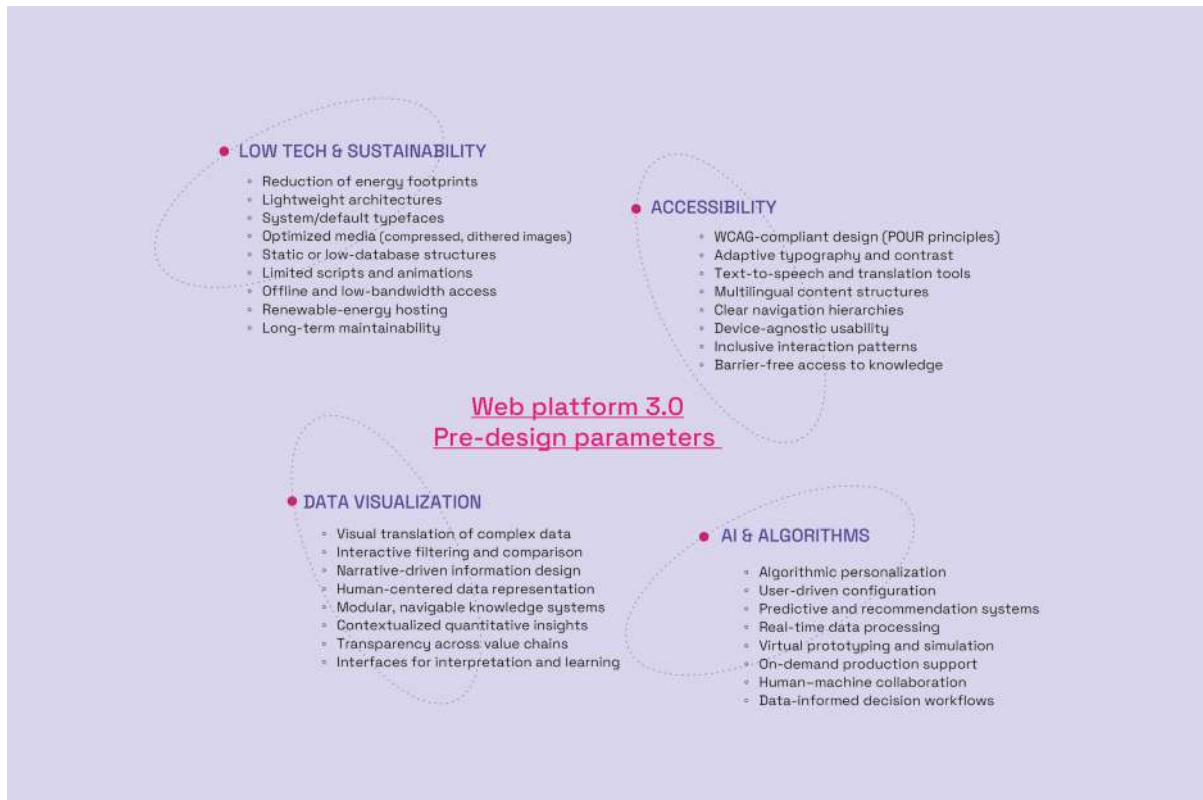 LOW TECH & SUSTAINABILITY
Reduction of energy footprints
Lightweight architectures
System/default typefaces
Optimized media (compressed, dithered images)
Static or low-database structures
Limited scripts and animations
Offline and low-bandwidth access
Renewable-energy hosting
Long-term maintainability
ACCESSIBILITY
WCAG-compliant design (POUR principles)
Adaptive typography and contrast
Text-to-speech and translation tools
Multilingual content structures
Clear navigation hierarchies
Device-agnostic usability
Inclusive interaction patterns
Barrier-free access to knowledge
Web platform 3.0
Pre-design parameters
DATA VISUALIZATION
Visual translation of complex data
Interactive filtering and comparison
Narrative-driven information design
Human-centered data representation
Modular, navigable knowledge systems
Contextualized quantitative insights
Transparency across value chains
Interfaces for interpretation and learning
AI & ALGORITHMS
Algorithmic personalization
User-driven configuration
Predictive and recommendation systems
Real-time data processing
Virtual prototyping and simulation
On-demand production support
Human–machine collaboration
Data-informed decision workflows